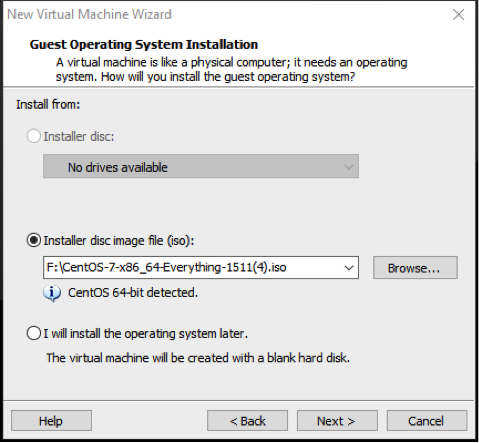 New Virtual Machine Wizard
Guest Operating System Installation
A virtual machine is like a physical computer; it needs an operating
system. How will you install the guest operating system?
Install from:
Installer disc:
No drives available
Installer disc image file (iso):
F:\CentOS-7-x86_64-Everything-1511(4).iso
Browse...
CentOS 64-bit detected.
I will install the operating system later.
The virtual machine will be created with a blank hard disk.
Help
< Back
Next >
Cancel